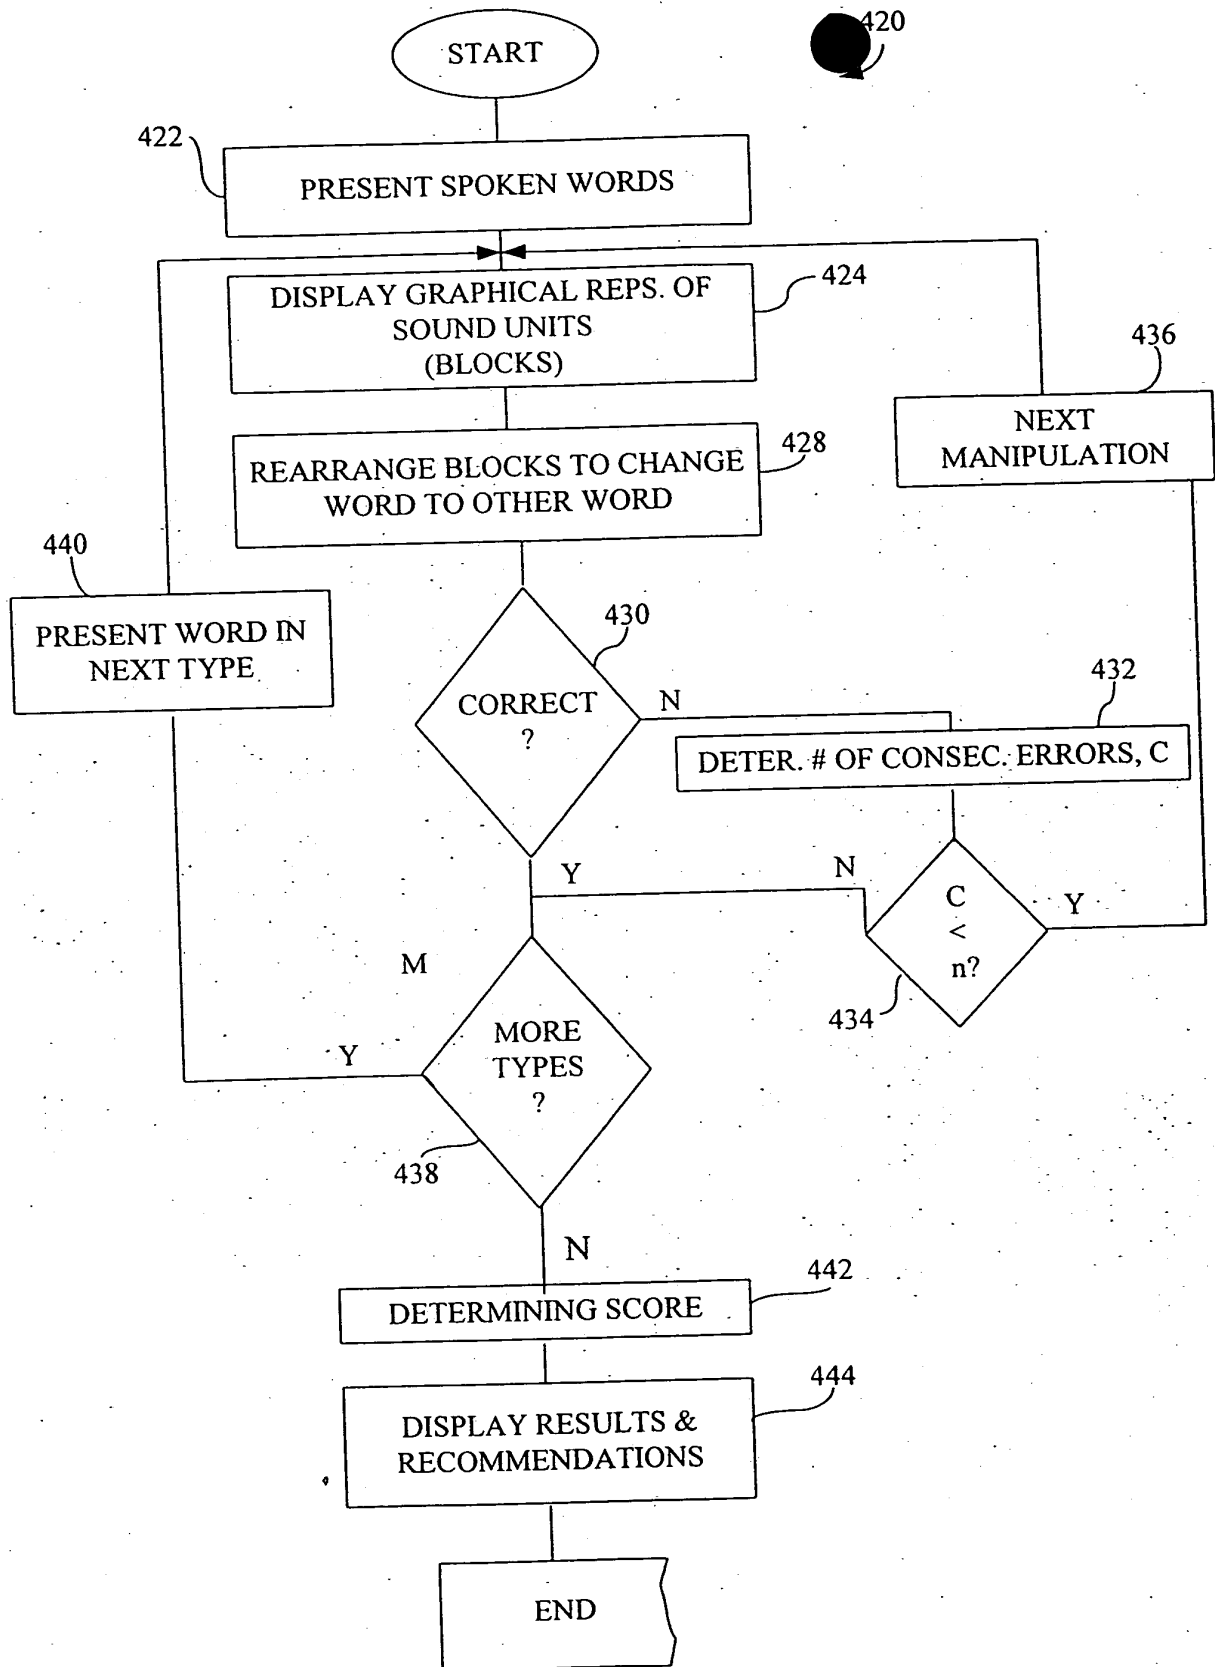 START
420
422
PRESENT SPOKEN WORDS
DISPLAY GRAPHICAL REPS. OF
SOUND UNITS
(BLOCKS)
424
436
NEXT
MANIPULATION
REARRANGE BLOCKS TO CHANGE
WORD TO OTHER WORD
428
440
PRESENT WORD IN
NEXT TYPE
430
CORRECT
?
N
432
DETER. # OF CONSEC. ERRORS, C
Y
N
C
<
n?
Y
434
M
MORE
TYPES
?
Y
438
N
442
DETERMINING SCORE
444
DISPLAY RESULTS &
RECOMMENDATIONS
END